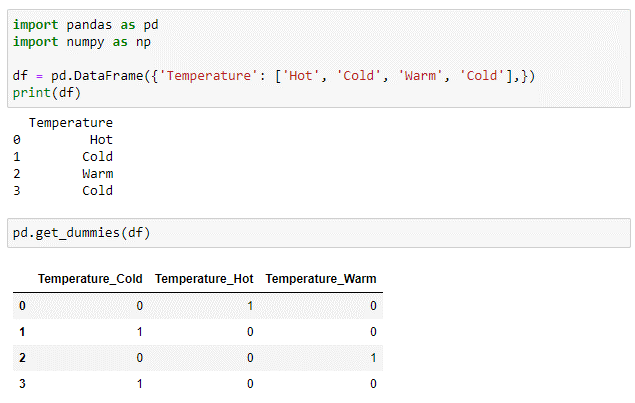 import pandas as pd
import numpy as np
df = pd.DataFrame({'Temperature': ['Hot', 'Cold', 'Warm', 'Cold'],})
print(df)
Temperature
0 Hot
1 Cold
2 Warm
3 Cold
pd.get_dummies(df)
Temperature_Cold Temperature_Hot Temperature_Warm
0 0 1 0
1 1 0 0
2 0 0 1
3 1 0 0